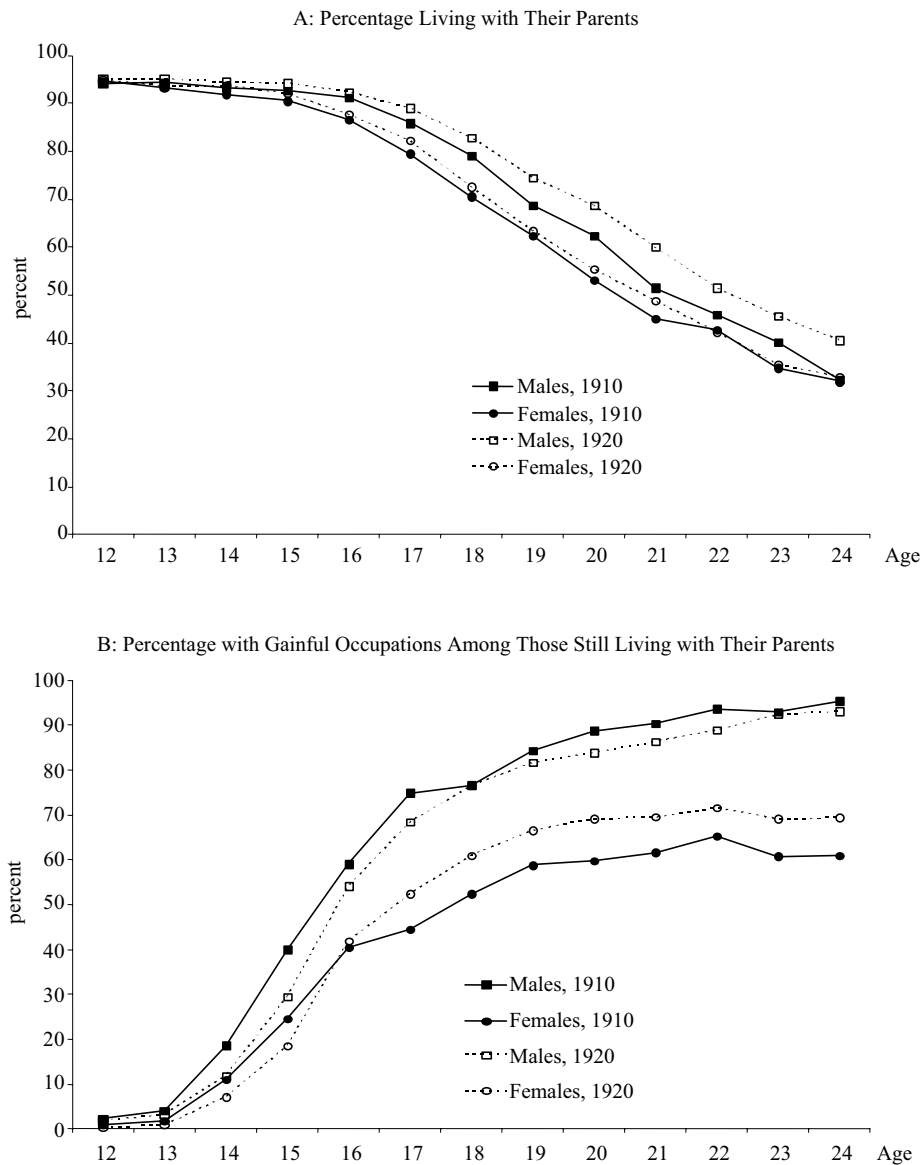 A: Percentage Living with Their Parents
100
90
80
70
60
50
40
30
20
10
0
percent
Males, 1910
Females, 1910
Males, 1920
Females, 1920
12 13 14 15 16 17 18 19 20 21 22 23 24 Age
B: Percentage with Gainful Occupations Among Those Still Living with Their Parents
100
90
80
70
60
50
40
30
20
10
0
percent
Males, 1910
Females, 1910
Males, 1920
Females, 1920
12 13 14 15 16 17 18 19 20 21 22 23 24 Age